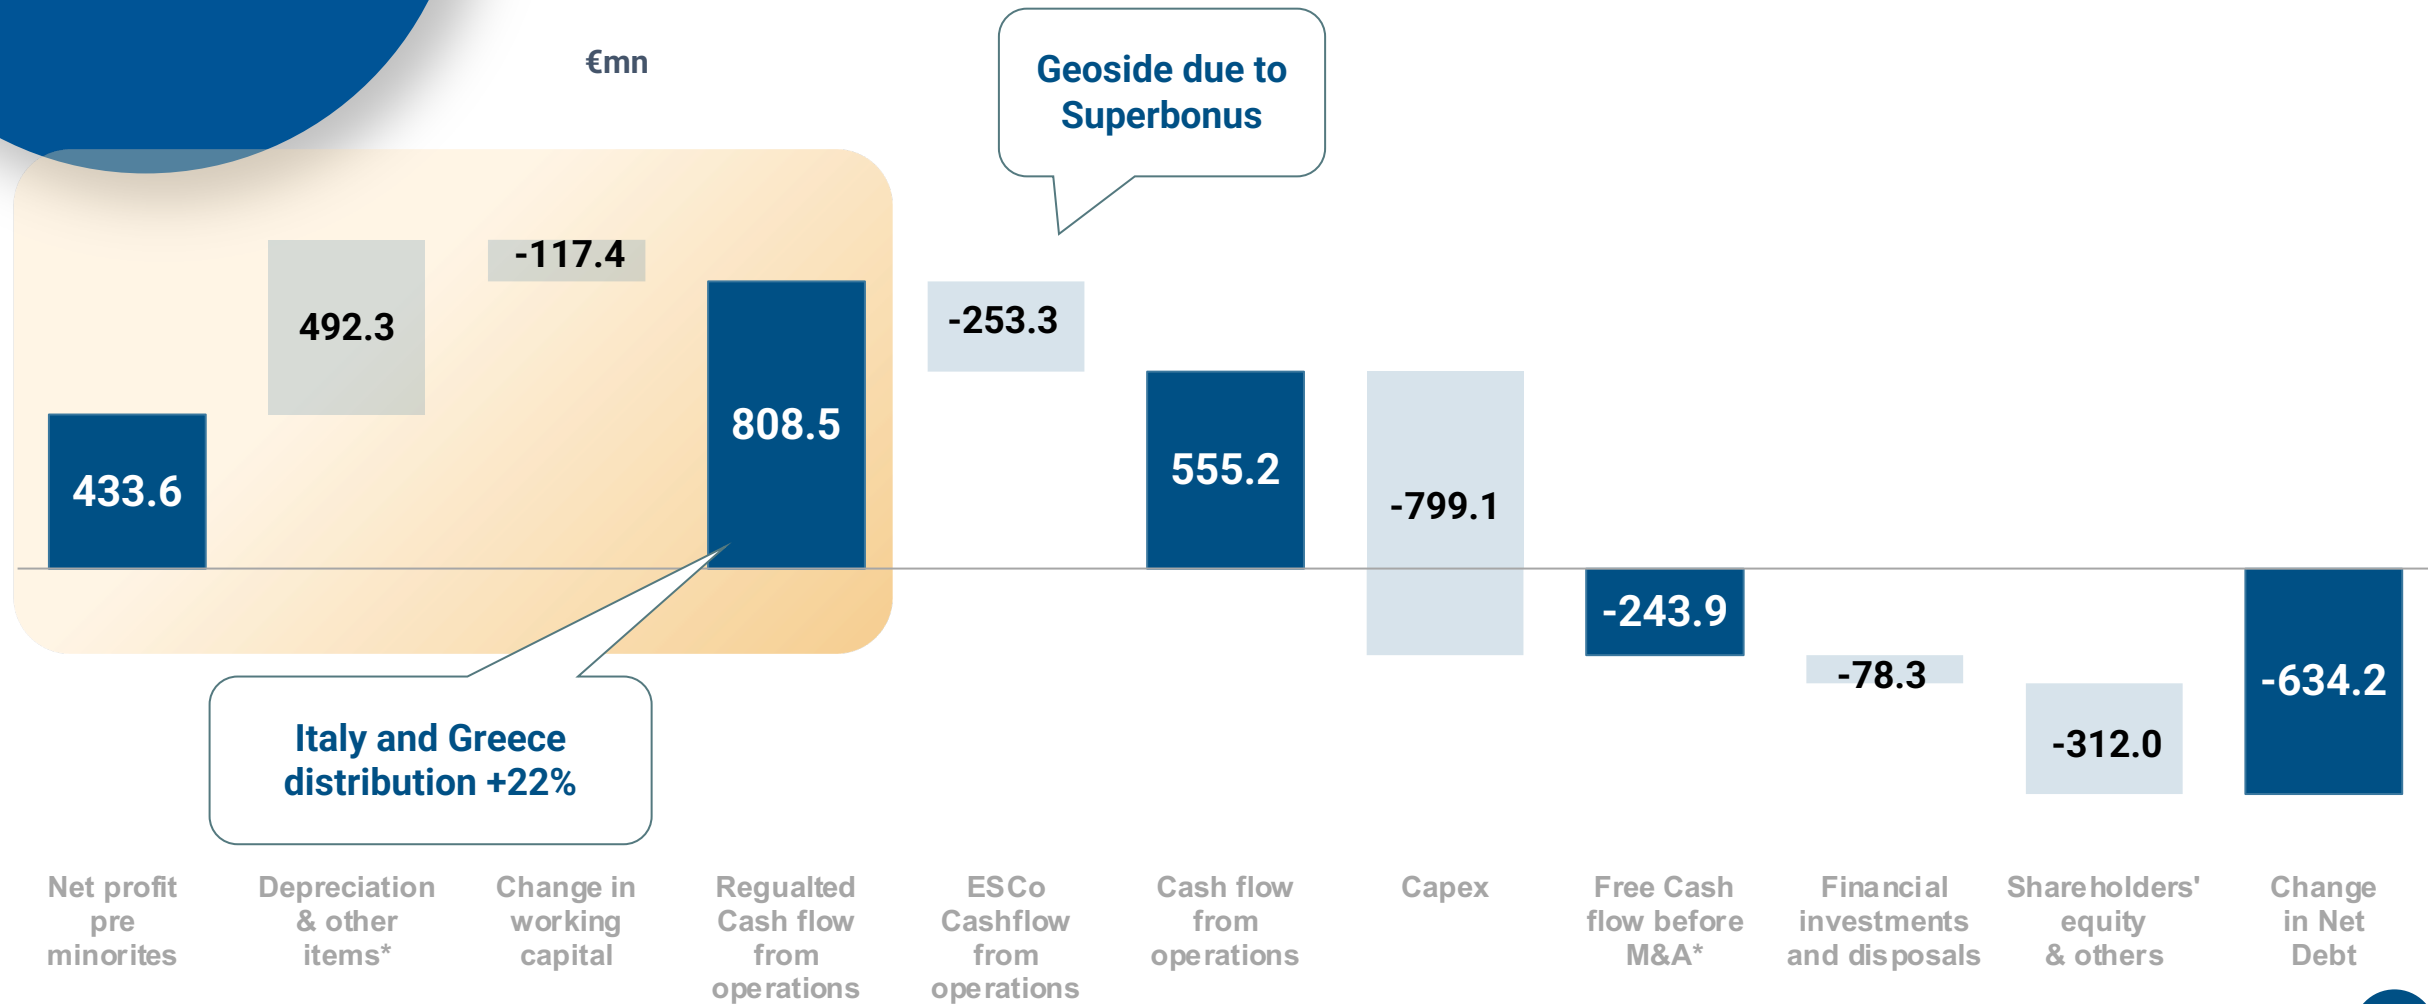 €mn
Geoside due to
Superbonus
433.6
492.3
-117.4
808.5
-253.3
555.2
-799.1
-243.9
-78.3
-312.0
-634.2
Italy and Greece
distribution +22%
Net profit
pre
minorites
Depreciation
& other
items*
Change in
working
capital
Regualted
Cash flow
from
operations
ESCo
Cashflow
from
operations
Cash flow
from
operations
Capex
Free Cash
flow before
M&A*
Financial
investments
and disposals
Shareholders'
equity
& others
Change
in Net
Debt